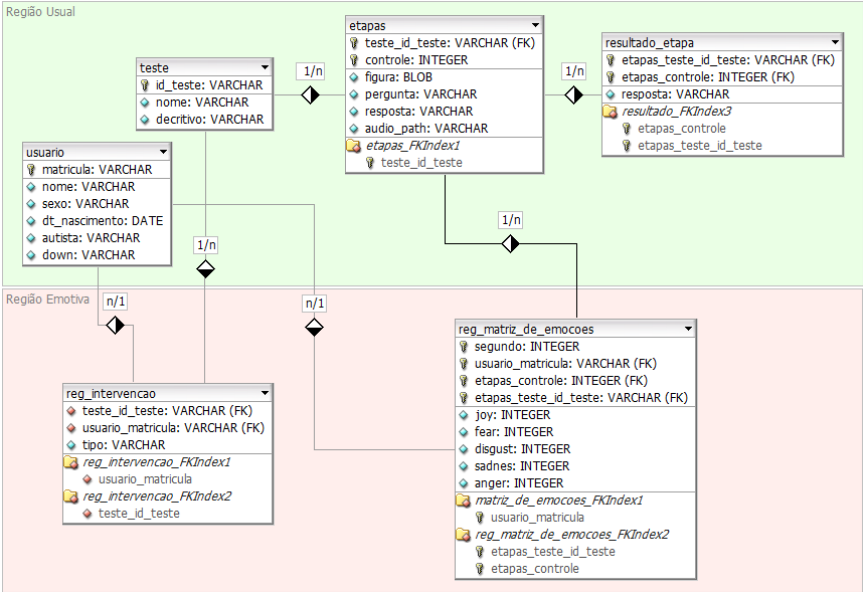 Região Usual
etapas
teste_id_teste: VARCHAR (FK)
controle: INTEGER
figura: BLOB
pergunta: VARCHAR
resposta: VARCHAR
audio_path: VARCHAR
etapas_FKIndex1
teste_id_teste
resultado_etapa
etapas_teste_id_teste: VARCHAR (FK)
etapas_controle: INTEGER (FK)
resposta: VARCHAR
resultado_FKIndex3
etapas_controle
etapas_teste_id_teste
teste
id_teste: VARCHAR
nome: VARCHAR
decritivo: VARCHAR
1/n
1/n
usuario
matricula: VARCHAR
nome: VARCHAR
sexo: VARCHAR
dt_nascimento: DATE
autista: VARCHAR
down: VARCHAR
1/n
1/n
Região Emotiva
n/1
n/1
reg_intervencao
teste_id_teste: VARCHAR (FK)
usuario_matricula: VARCHAR (FK)
tipo: VARCHAR
reg_intervencao_FKIndex1
usuario_matricula
reg_intervencao_FKIndex2
teste_id_teste
reg_matriz_de_emocoes
segundo: INTEGER
usuario_matricula: VARCHAR (FK)
etapas_controle: INTEGER (FK)
etapas_teste_id_teste: VARCHAR (FK)
joy: INTEGER
fear: INTEGER
disgust: INTEGER
sadnes: INTEGER
anger: INTEGER
matriz_de_emocoes_FKIndex1
usuario_matricula
reg_matriz_de_emocoes_FKIndex2
etapas_teste_id_teste
etapas_controle